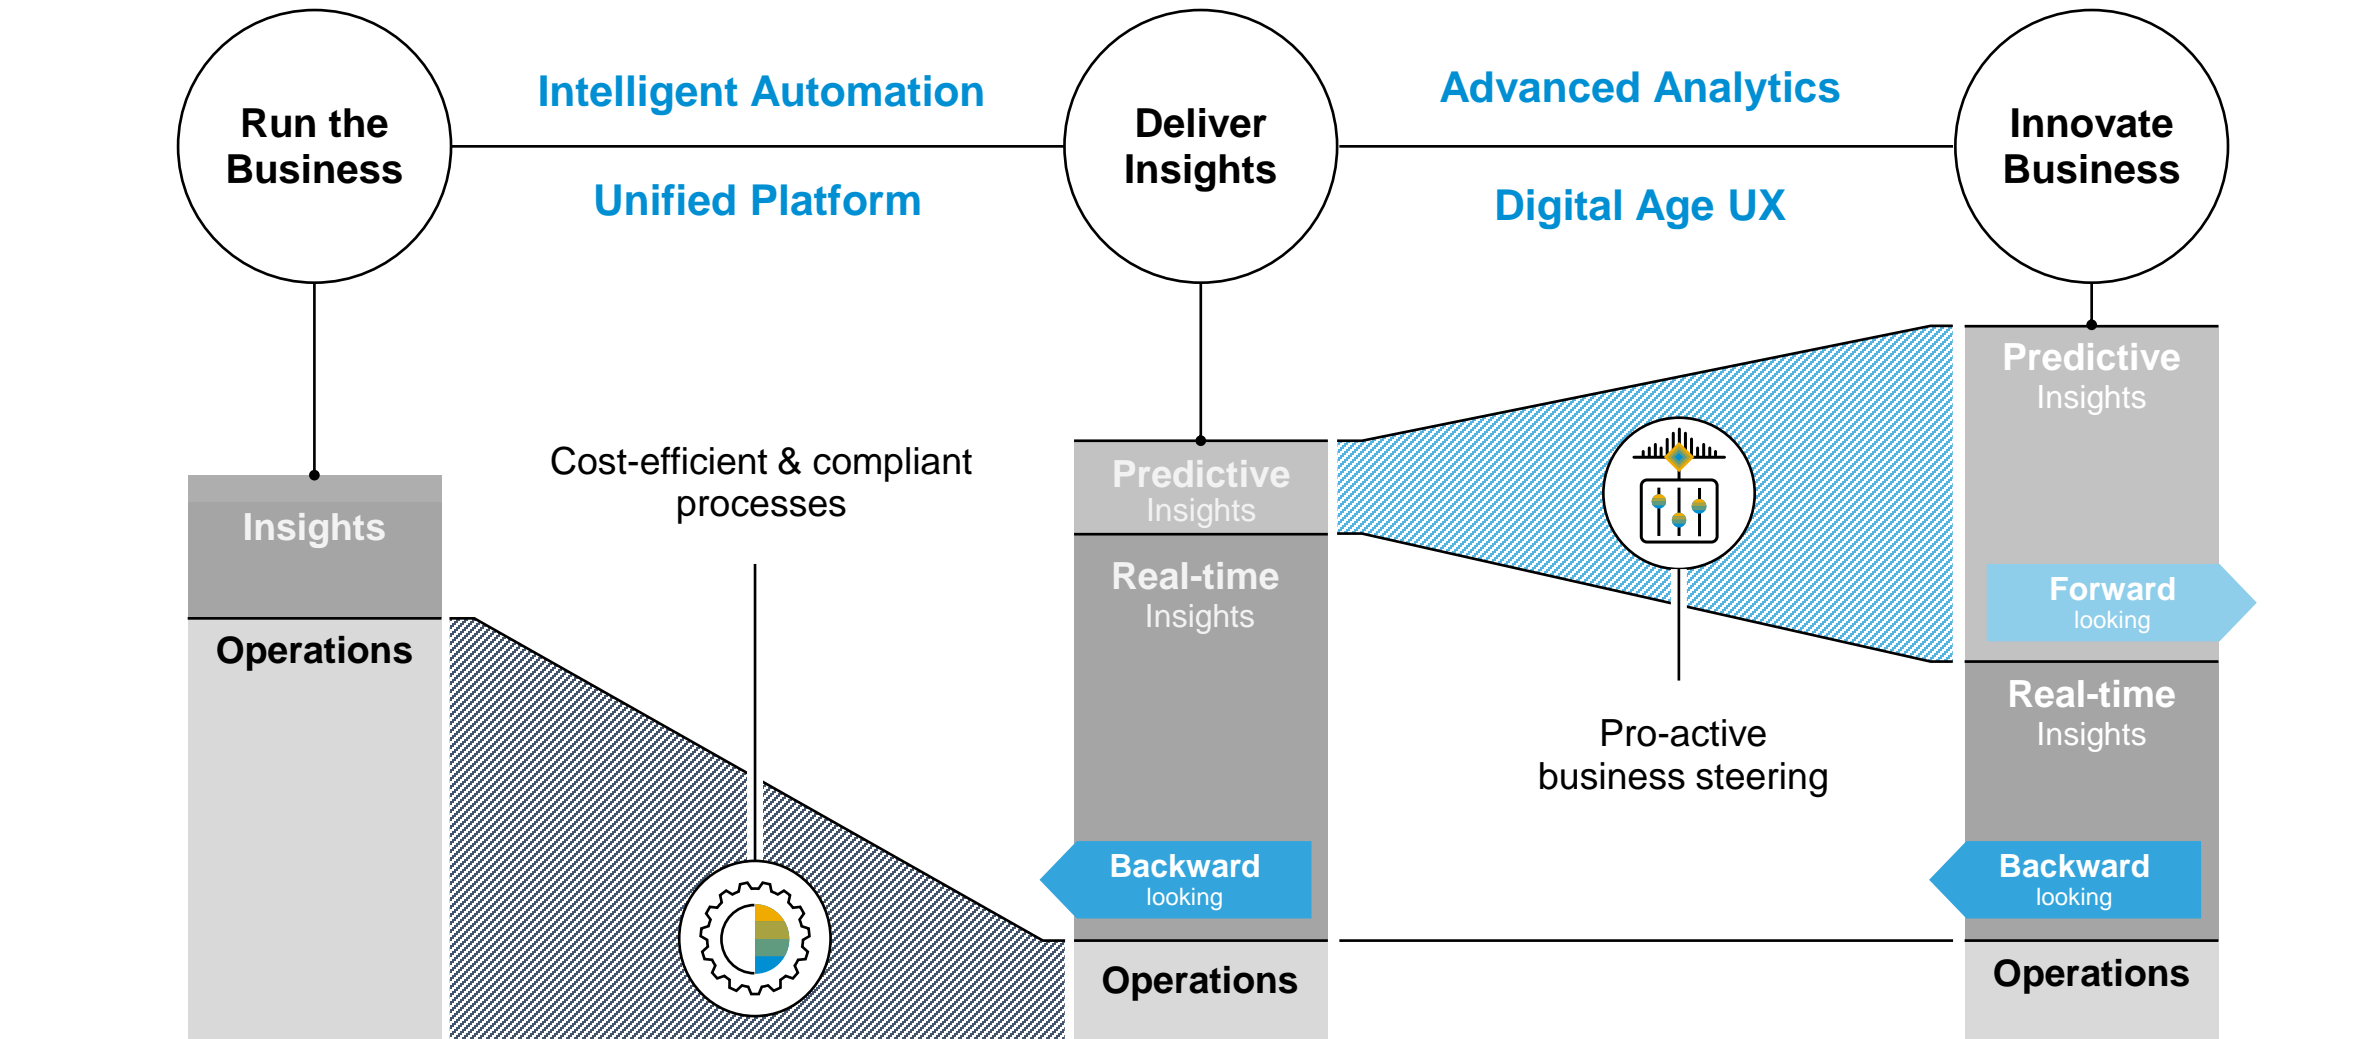 Run the
Business
Intelligent Automation
Unified Platform
Deliver
Insights
Advanced Analytics
Digital Age UX
Innovate
Business
Insights
Operations
Cost-efficient & compliant
processes
Predictive
Insights
Real-time
Insights
Backward
looking
Operations
Pro-active
business steering
Predictive
Insights
Forward
looking
Real-time
Insights
Backward
looking
Operations